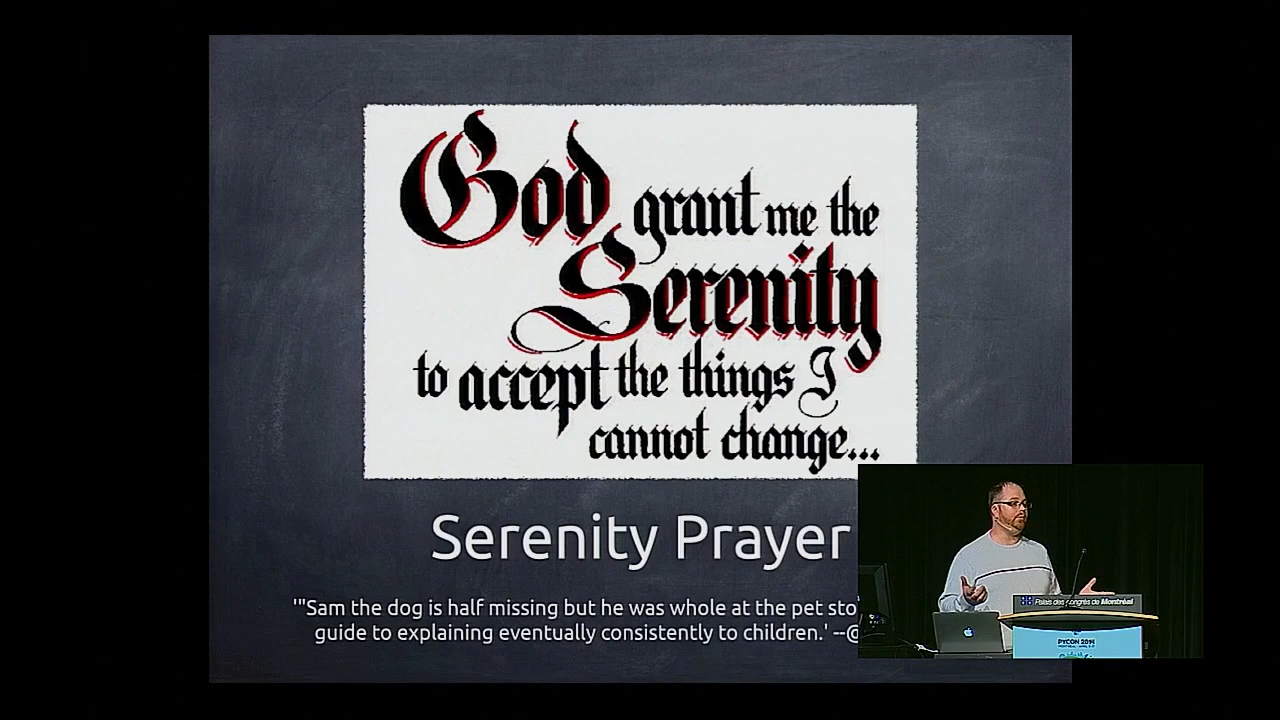 God grant me the
Serenity
to accept the things I
cannot change...
Serenity Prayer
'"Sam the dog is half missing but he was whole at the pet sto
guide to explaining eventually consistently to children.' --@
Palais des congrès de Montréal
PYCON 2014